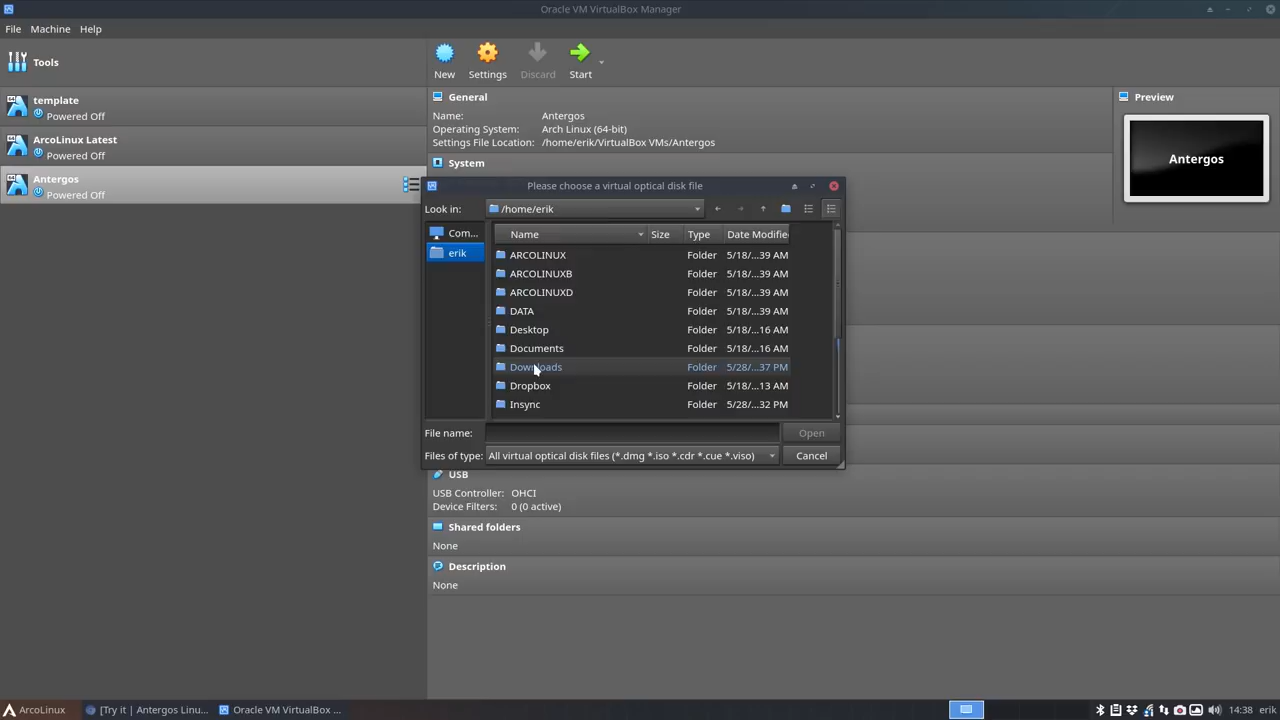 Oracle VM VirtualBox Manager
File Machine Help
Tools
New Settings Discard Start
template
Powered Off
ArcoLinux Latest
Powered Off
Antergos
Powered Off
General
Name: Antergos
Operating System: Arch Linux (64-bit)
Settings File Location: /home/erik/VirtualBox VMs/Antergos
System
Preview
Antergos
Please choose a virtual optical disk file
Look in: /home/erik
Com...
erik
Name Size Type Date Modified
ARCOLINUX Folder 5/18/...39 AM
ARCOLINUXB Folder 5/18/...39 AM
ARCOLINUXD Folder 5/18/...39 AM
DATA Folder 5/18/...39 AM
Desktop Folder 5/18/...16 AM
Documents Folder 5/18/...16 AM
Downloads Folder 5/28/...37 PM
Dropbox Folder 5/18/...13 AM
Insync Folder 5/28/...32 PM
File name: Open
Files of type: All virtual optical disk files (*.dmg *.iso *.cdr *.cue *.viso) Cancel
USB
USB Controller: OHCI
Device Filters: 0 (0 active)
Shared folders
None
Description
None
ArcoLinux [Try it | Antergos Linu... Oracle VM VirtualBox ... 14:38 erik